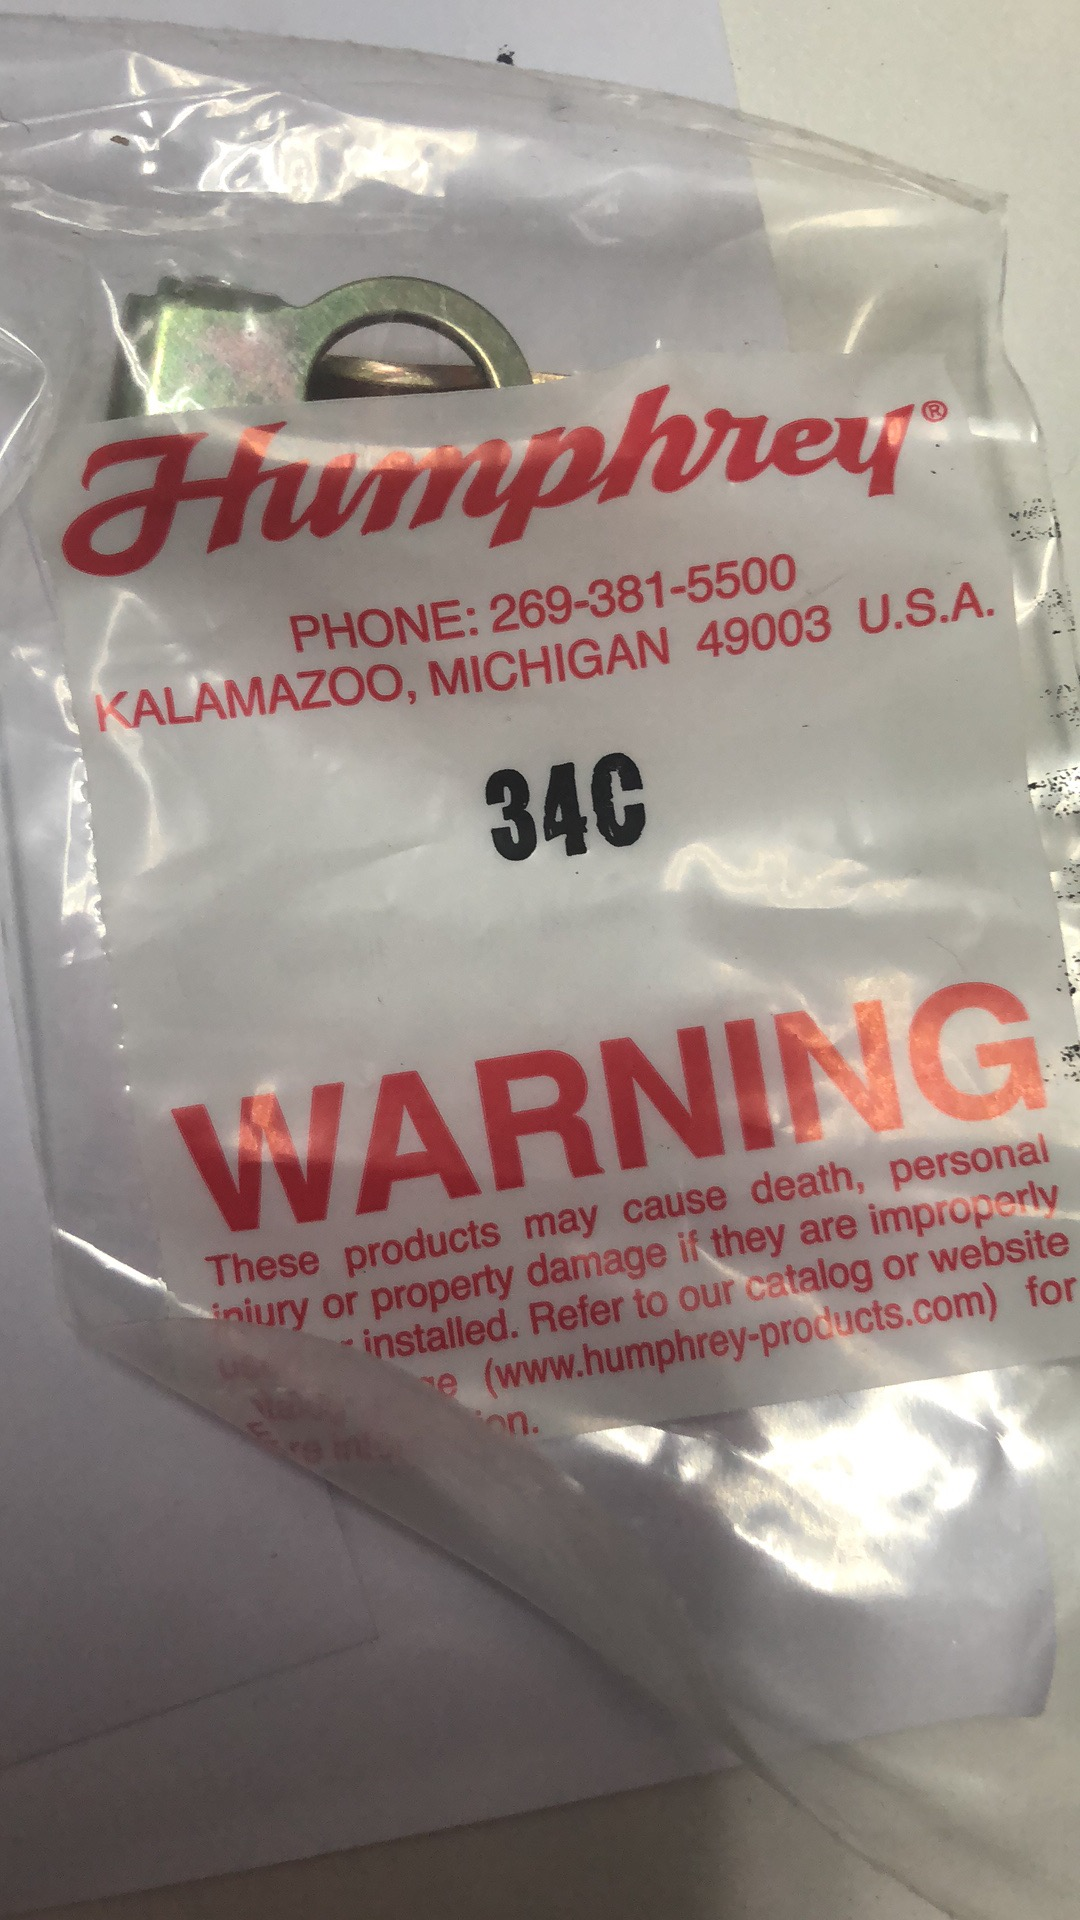 Humphrey®
PHONE: 269-381-5500
KALAMAZOO, MICHIGAN 49003 U.S.A.
34C
WARNING
These products may cause death, personal
injury or property damage if they are improperly
installed. Refer to our catalog or website
(www.humphrey-products.com) for